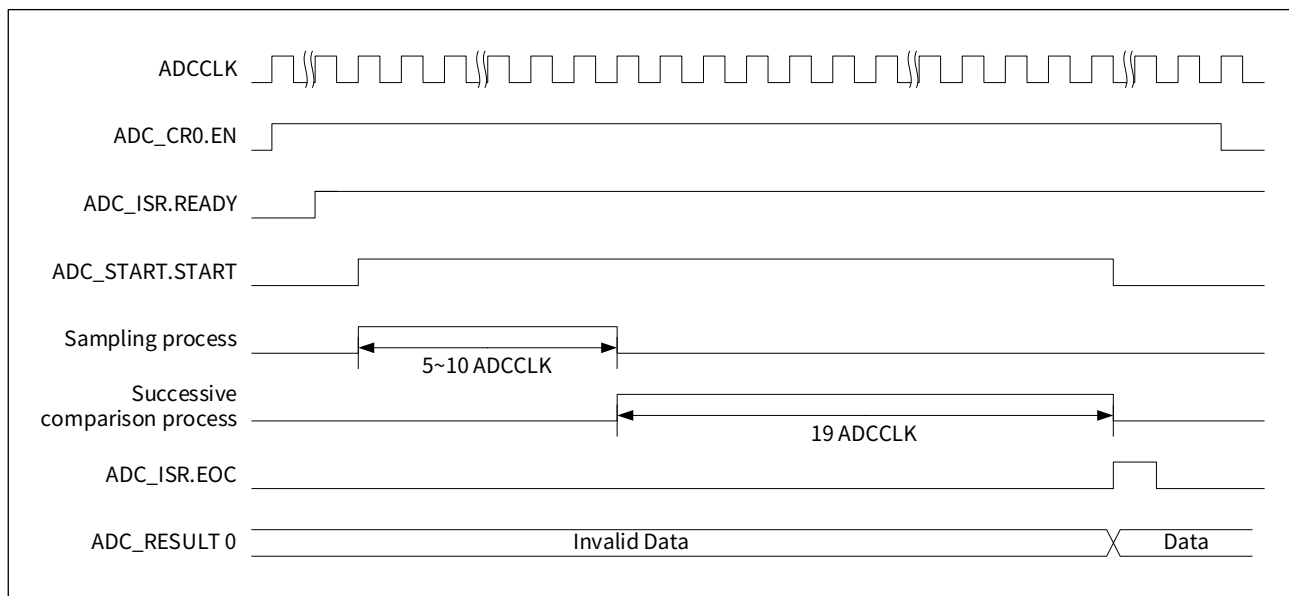 ADCCLK
ADC_CR0.EN
ADC_ISR.READY
ADC_START.START
Sampling process
5~10 ADCCLK
Successive
comparison process
19 ADCCLK
ADC_ISR.EOC
ADC_RESULT 0
Invalid Data
Data